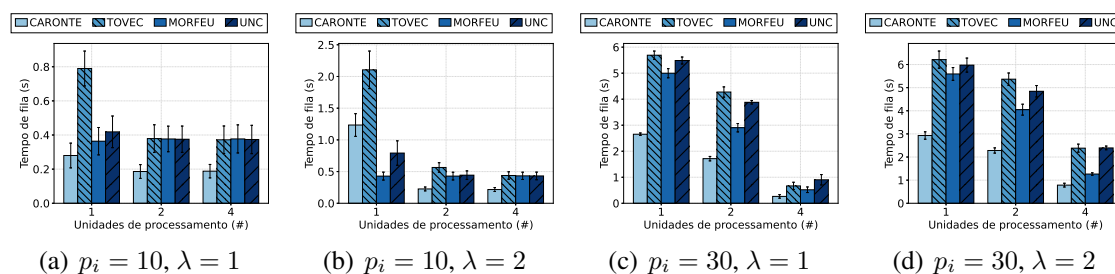 CARONTE TOVEC MORFEU UNC
Tempo de fila (s)
0.8
0.6
0.4
0.2
0.0
1 2 4
Unidades de processamento (#)
(a) p_i = 10, λ = 1
CARONTE TOVEC MORFEU UNC
Tempo de fila (s)
2.5
2.0
1.5
1.0
0.5
0.0
1 2 4
Unidades de processamento (#)
(b) p_i = 10, λ = 2
CARONTE TOVEC MORFEU UNC
Tempo de fila (s)
6
5
4
3
2
1
0
1 2 4
Unidades de processamento (#)
(c) p_i = 30, λ = 1
CARONTE TOVEC MORFEU UNC
Tempo de fila (s)
6
5
4
3
2
1
0
1 2 4
Unidades de processamento (#)
(d) p_i = 30, λ = 2